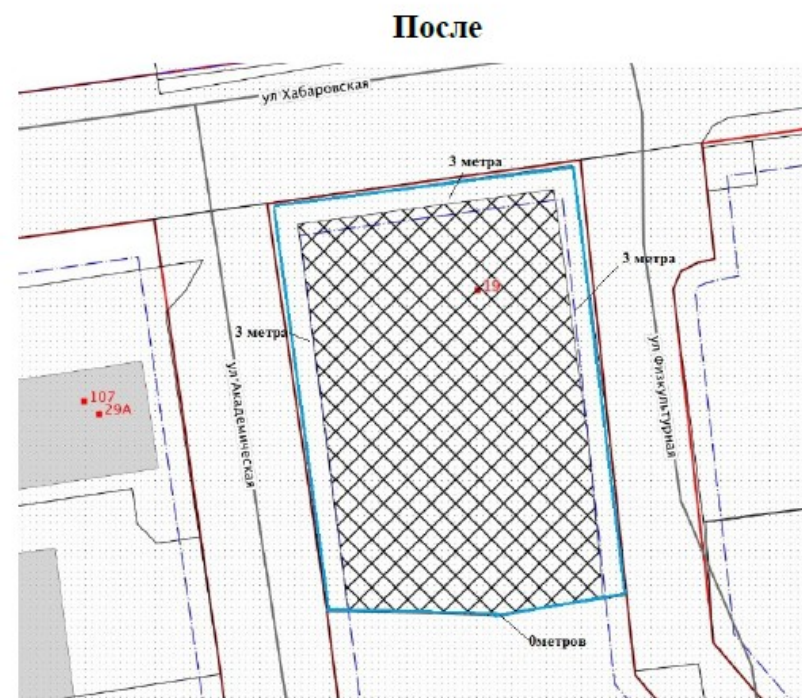 После
ул Хабаровская
3 метра
19
3 метра
3 метра
ул Академическая
ул Физкультурная
107
29А
0метров